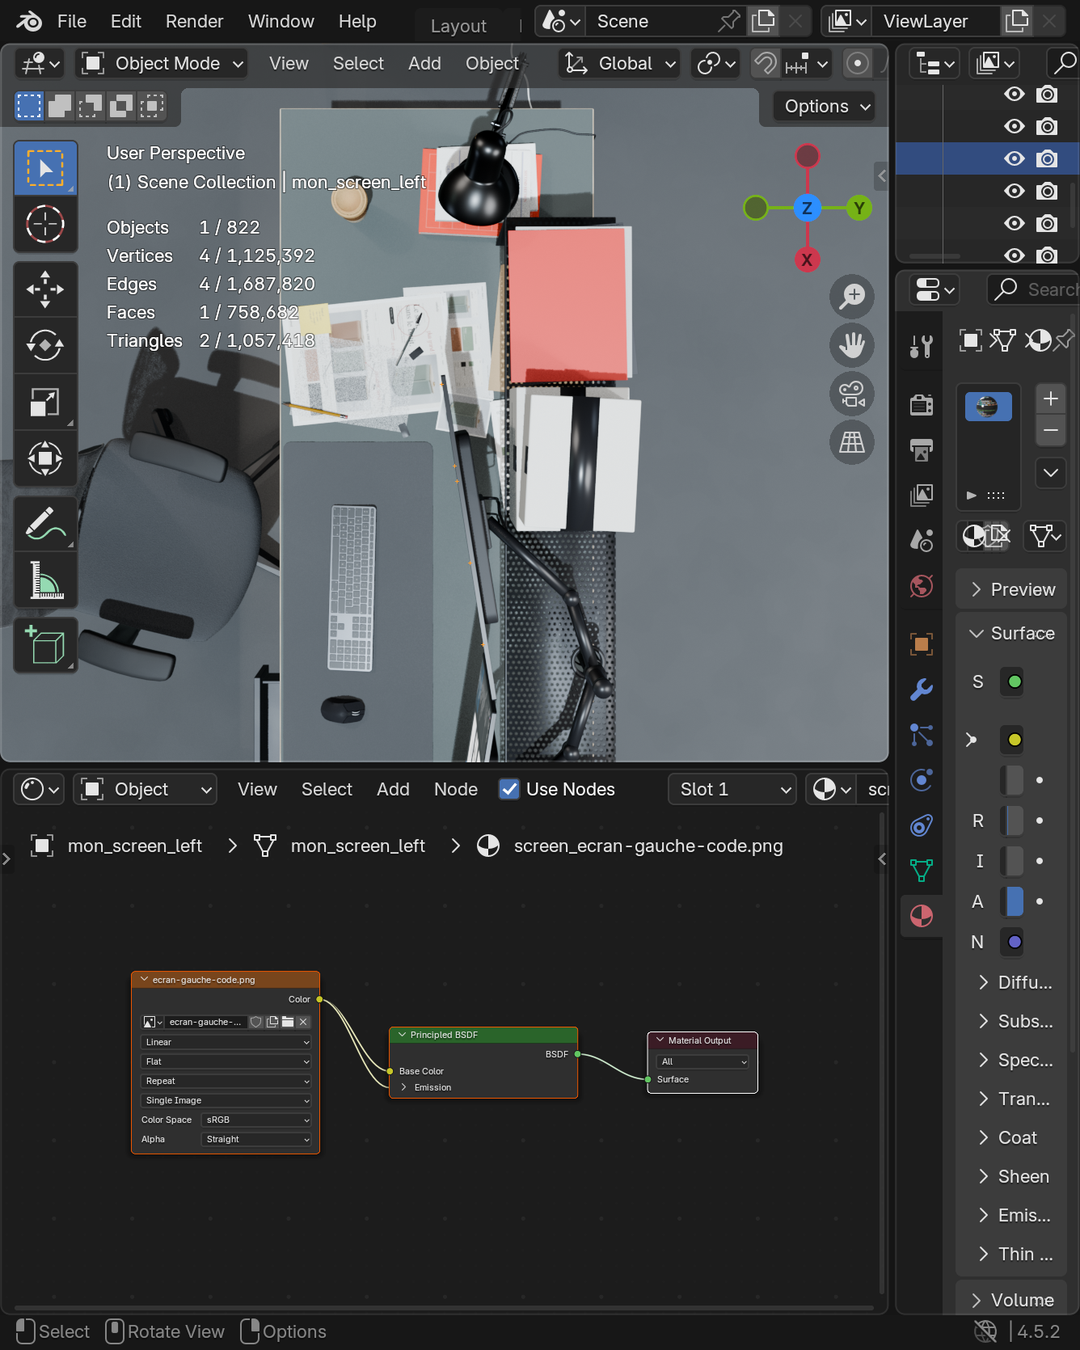 File Edit Render Window Help Layout Scene ViewLayer
Object Mode View Select Add Object Global
Options
User Perspective
(1) Scene Collection | mon_screen_left
Objects 1 / 822
Vertices 4 / 1,125,392
Edges 4 / 1,687,820
Faces 1 / 758,682
Triangles 2 / 1,057,418
Z
Y
X
Search
Preview
Surface
S
R
I
A
N
Diffu...
Subs...
Spec...
Tran...
Coat
Sheen
Emis...
Thin ...
Volume
Object View Select Add Node Use Nodes Slot 1 scr
mon_screen_left > mon_screen_left > screen_ecran-gauche-code.png
ecran-gauche-code.png
Color
ecran-gauche-...
Linear
Flat
Repeat
Single Image
Color Space sRGB
Alpha Straight
Principled BSDF
BSDF
Base Color
Emission
Material Output
All
Surface
Select Rotate View Options 4.5.2